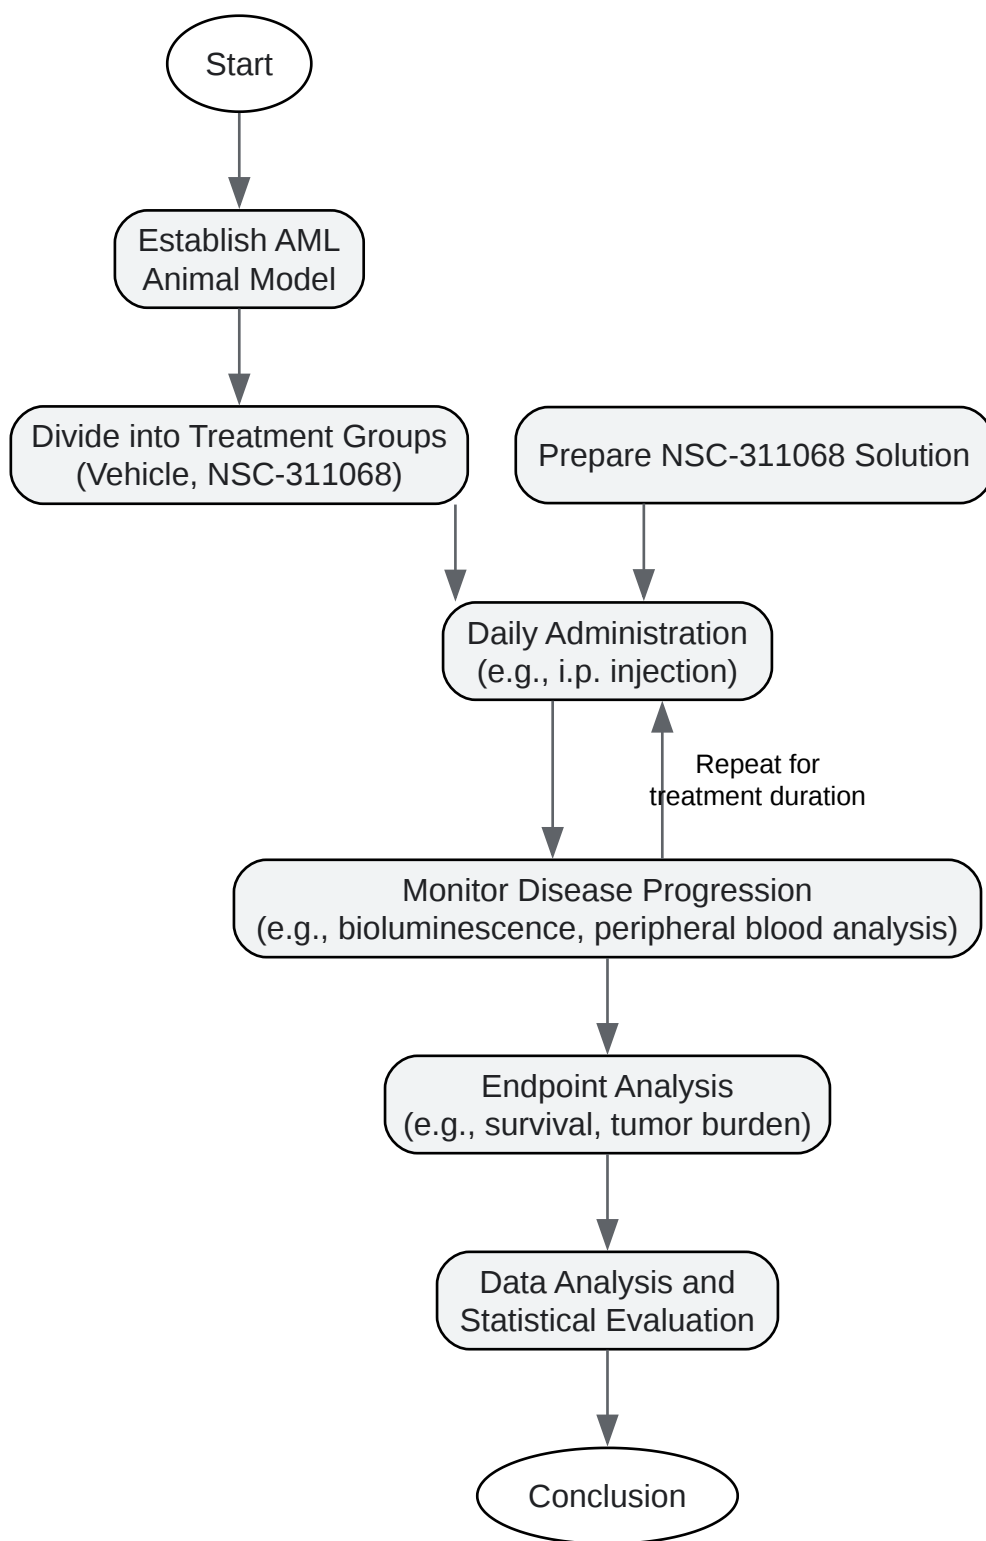 Start
Establish AML
Animal Model
Divide into Treatment Groups
(Vehicle, NSC-311068)
Prepare NSC-311068 Solution
Daily Administration
(e.g., i.p. injection)
Repeat for
treatment duration
Monitor Disease Progression
(e.g., bioluminescence, peripheral blood analysis)
Endpoint Analysis
(e.g., survival, tumor burden)
Data Analysis and
Statistical Evaluation
Conclusion